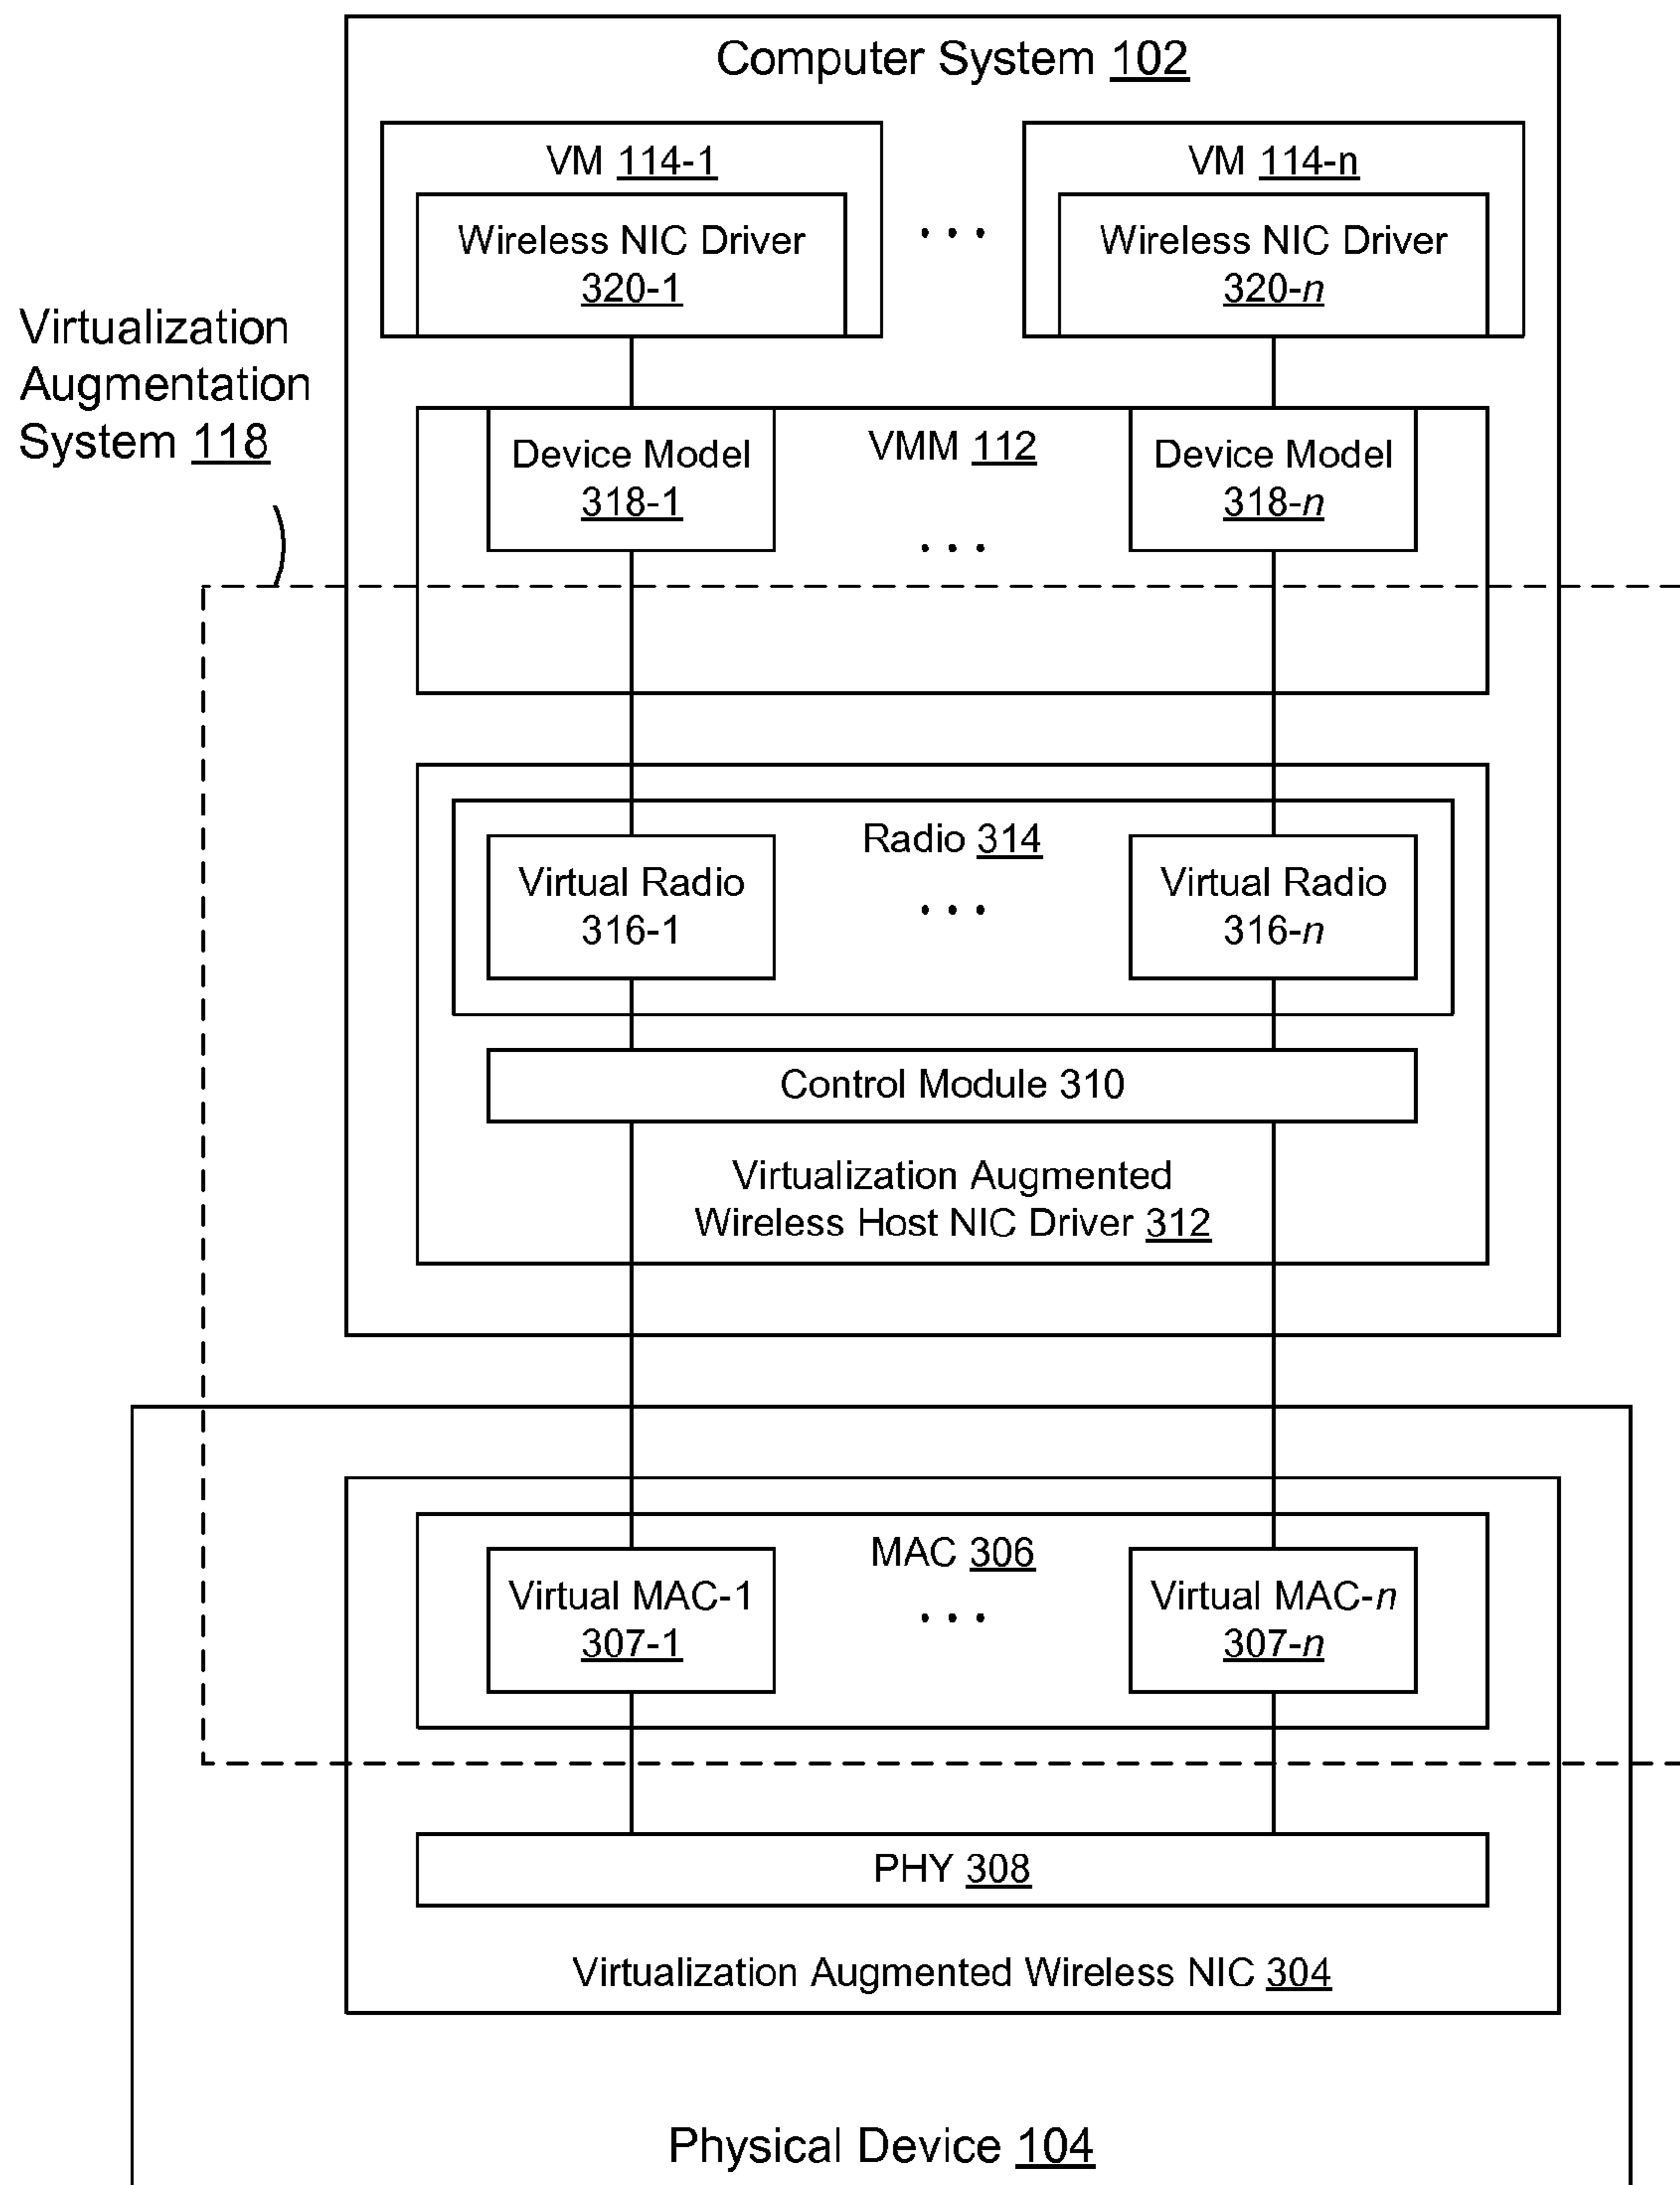 Computer System 102
VM 114-1
VM 114-n
Wireless NIC Driver
320-1
• • •
Wireless NIC Driver
320-n
Virtualization
Augmentation
System 118
Device Model
318-1
VMM 112
• • •
Device Model
318-n
Radio 314
Virtual Radio
316-1
• • •
Virtual Radio
316-n
Control Module 310
Virtualization Augmented
Wireless Host NIC Driver 312
MAC 306
Virtual MAC-1
307-1
• • •
Virtual MAC-n
307-n
PHY 308
Virtualization Augmented Wireless NIC 304
Physical Device 104